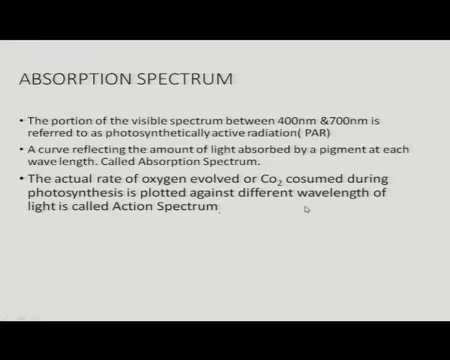 ABSORPTION SPECTRUM
• The portion of the visible spectrum between 400nm &700nm is
referred to as photosynthetically active radiation( PAR)
• A curve reflecting the amount of light absorbed by a pigment at each
wave length. Called Absorption Spectrum.
• The actual rate of oxygen evolved or Co₂ cosumed during
photosynthesis is plotted against different wavelength of
light is called Action Spectrum.